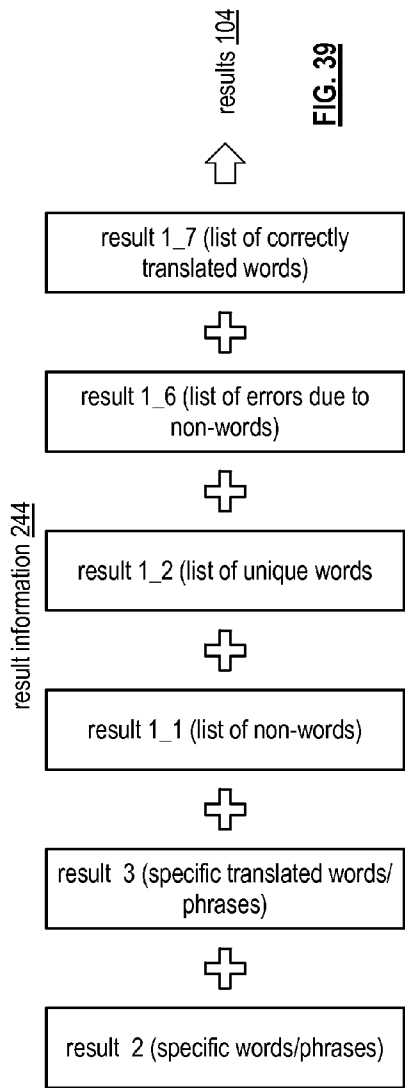 results 104
FIG. 39
result 1_7 (list of correctly
translated words)
result 1_6 (list of errors due to
non-words)
result information 244
result 1_2 (list of unique words
result 1_1 (list of non-words)
result 3 (specific translated words/
phrases)
result 2 (specific words/phrases)